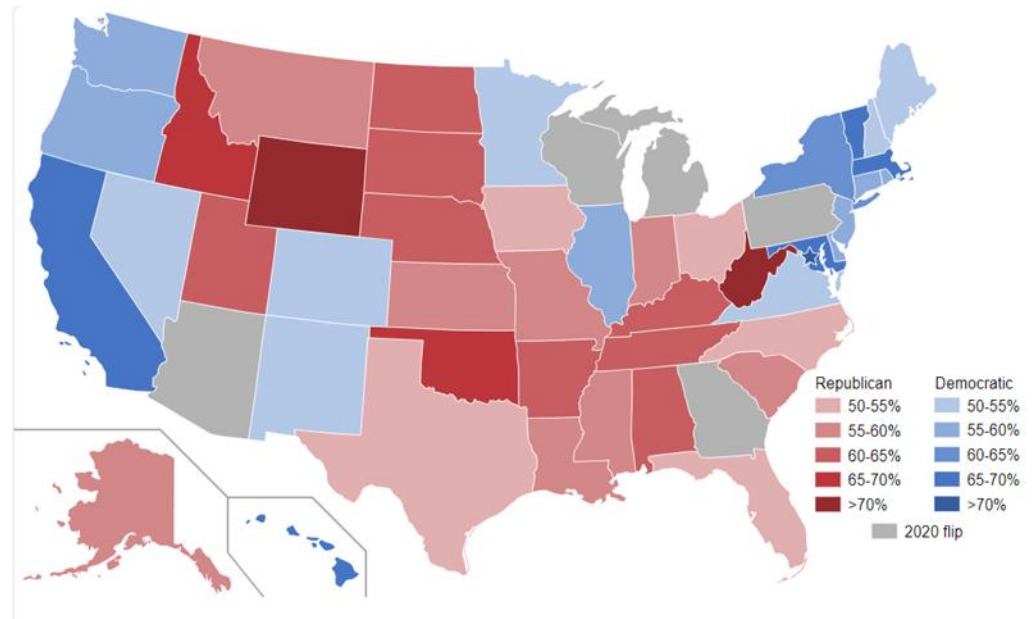 Republican Democratic
50-55% 50-55%
55-60% 55-60%
60-65% 60-65%
65-70% 65-70%
>70% >70%
2020 flip